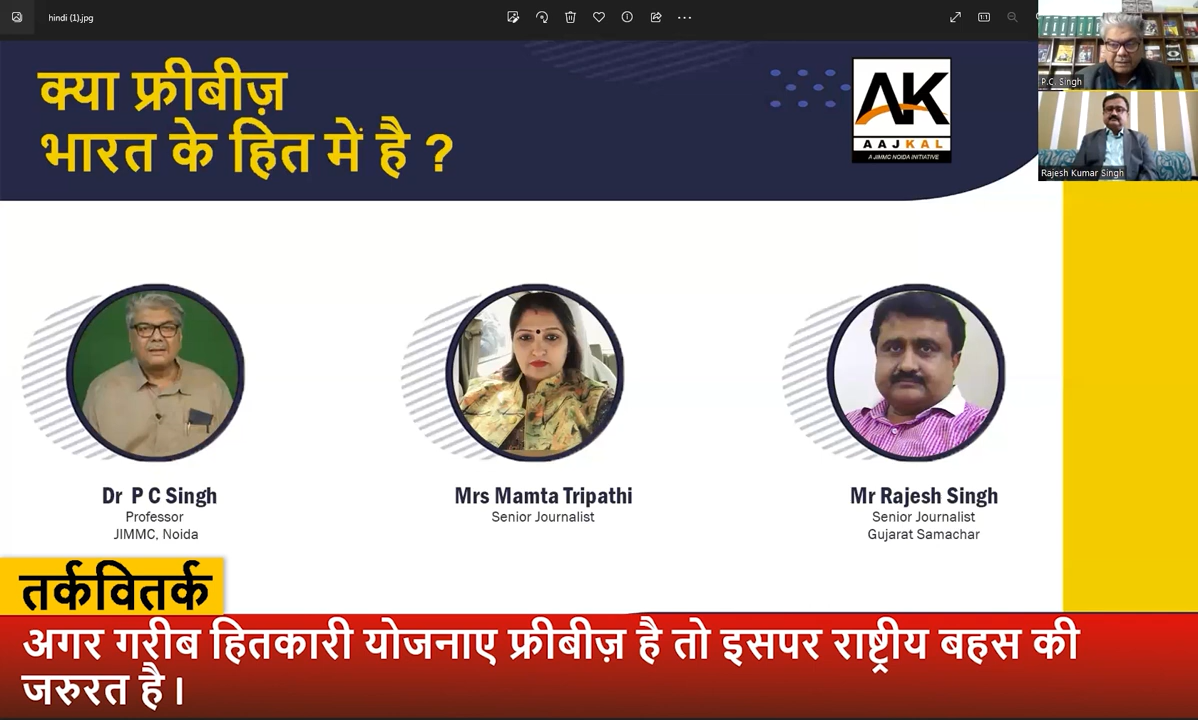 hindi (1).jpg
क्या फ्रीबीज़
भारत के हित में है ?
AK
AAJKAL
A JIMMC NOIDA INITIATIVE
P.C. Singh
Rajesh Kumar Singh
Dr P C Singh
Professor
JIMMC, Noida
Mrs Mamta Tripathi
Senior Journalist
Mr Rajesh Singh
Senior Journalist
Gujarat Samachar
तर्कवितर्क
अगर गरीब हितकारी योजनाए फ्रीबीज़ है तो इसपर राष्ट्रीय बहस की
जरुरत है।